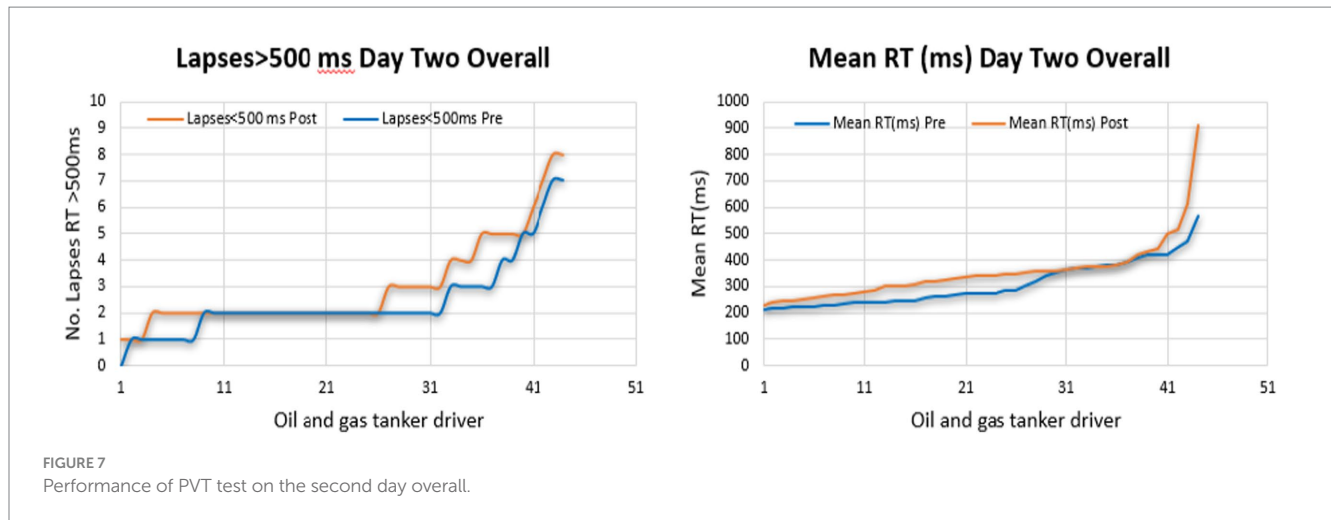 Lapses>500 ms Day Two Overall
No. Lapses RT >500ms
10
9
8
7
6
5
4
3
2
1
0
Lapses<500 ms Post
Lapses<500ms Pre
1 11 21 31 41 51
Oil and gas tanker driver
Mean RT (ms) Day Two Overall
Mean RT(ms)
1000
900
800
700
600
500
400
300
200
100
0
Mean RT(ms) Pre
Mean RT(ms) Post
1 11 21 31 41 51
Oil and gas tanker driver
FIGURE 7
Performance of PVT test on the second day overall.